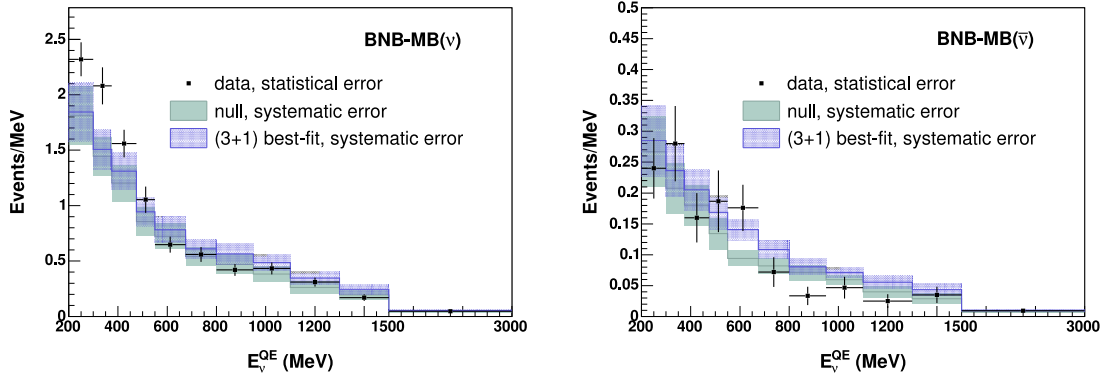 BNB-MB(ν)
data, statistical error
null, systematic error
(3+1) best-fit, systematic error
Events/MeV
2.5
2
1.5
1
0.5
0
200 400 600 800 1000 1200 1500 3000
E_ν^QE (MeV)
BNB-MB(ν̅)
data, statistical error
null, systematic error
(3+1) best-fit, systematic error
Events/MeV
0.5
0.45
0.4
0.35
0.3
0.25
0.2
0.15
0.1
0.05
0
200 400 600 800 1000 1200 1500 3000
E_ν^QE (MeV)